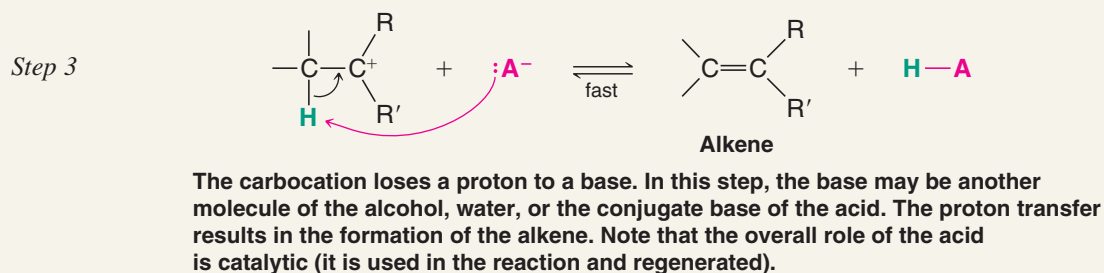 R
Step 3 —C—C+ + :A− ⇌ C=C R + H—A
fast
H R′ R′
Alkene
The carbocation loses a proton to a base. In this step, the base may be another
molecule of the alcohol, water, or the conjugate base of the acid. The proton transfer
results in the formation of the alkene. Note that the overall role of the acid
is catalytic (it is used in the reaction and regenerated).